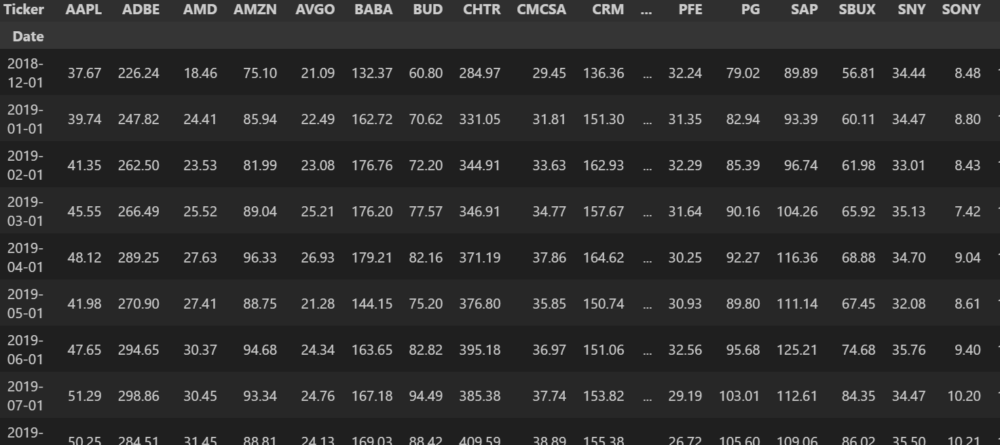 Ticker AAPL ADBE AMD AMZN AVGO BABA BUD CHTR CMCSA CRM ... PFE PG SAP SBUX SNY SONY
Date
2018-
12-01 37.67 226.24 18.46 75.10 21.09 132.37 60.80 284.97 29.45 136.36 ... 32.24 79.02 89.89 56.81 34.44 8.48
2019-
01-01 39.74 247.82 24.41 85.94 22.49 162.72 70.62 331.05 31.81 151.30 ... 31.35 82.94 93.39 60.11 34.47 8.80
2019-
02-01 41.35 262.50 23.53 81.99 23.08 176.76 72.20 344.91 33.63 162.93 ... 32.29 85.39 96.74 61.98 33.01 8.43
2019-
03-01 45.55 266.49 25.52 89.04 25.21 176.20 77.57 346.91 34.77 157.67 ... 31.64 90.16 104.26 65.92 35.13 7.42
2019-
04-01 48.12 289.25 27.63 96.33 26.93 179.21 82.16 371.19 37.86 164.62 ... 30.25 92.27 116.36 68.88 34.70 9.04
2019-
05-01 41.98 270.90 27.41 88.75 21.28 144.15 75.20 376.80 35.85 150.74 ... 30.93 89.80 111.14 67.45 32.08 8.61
2019-
06-01 47.65 294.65 30.37 94.68 24.34 163.65 82.82 395.18 36.97 151.06 ... 32.56 95.68 125.21 74.68 35.76 9.40
2019-
07-01 51.29 298.86 30.45 93.34 24.76 167.18 94.49 385.38 37.74 153.82 ... 29.19 103.01 112.61 84.35 34.47 10.20
2019-
50.25 284.51 31.45 88.81 24.13 169.03 88.42 409.59 38.89 155.38 26.72 105.60 109.06 86.02 35.50 10.21